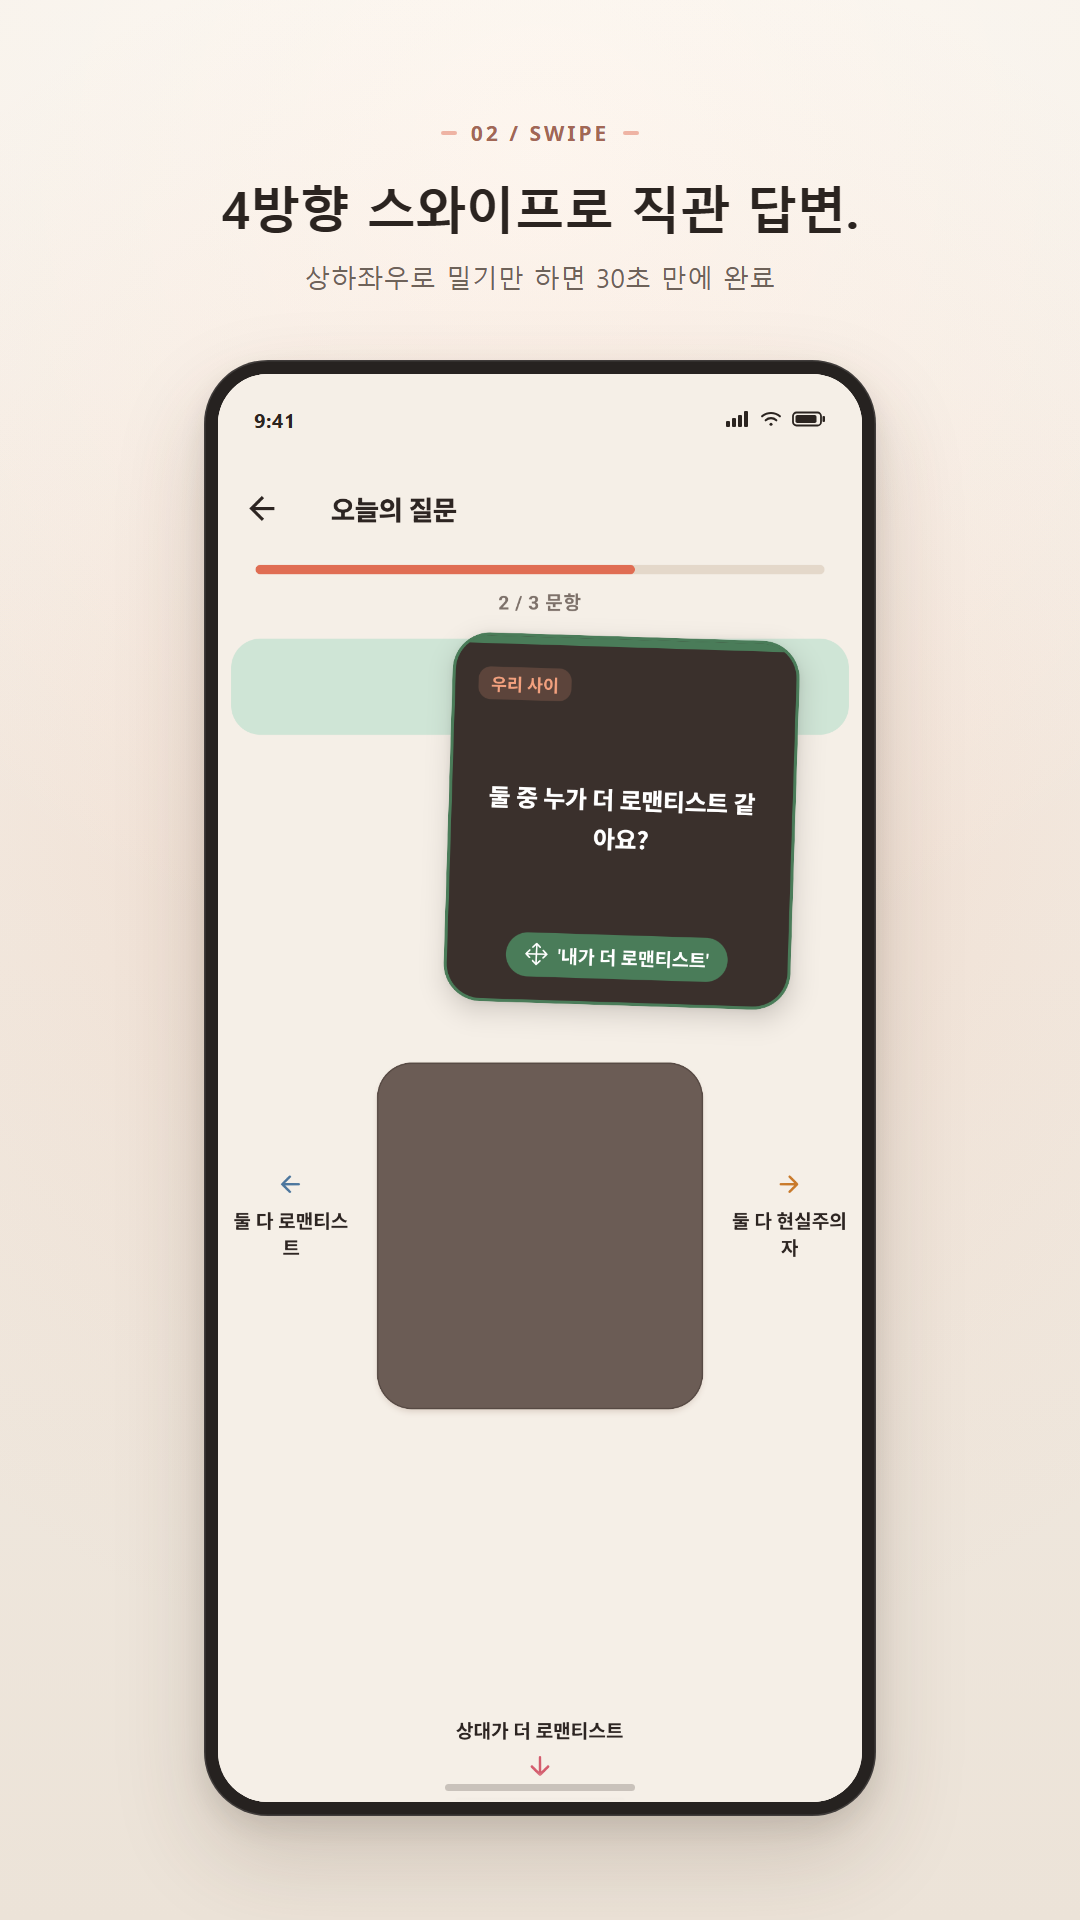 02 / SWIPE
4방향 스와이프로 직관 답변.
상하좌우로 밀기만 하면 30초 만에 완료
9:41
오늘의 질문
2 / 3 문항
우리 사이
둘 중 누가 더 로맨티스트 같
아요?
'내가 더 로맨티스트'
둘 다 로맨티스
트
둘 다 현실주의
자
상대가 더 로맨티스트